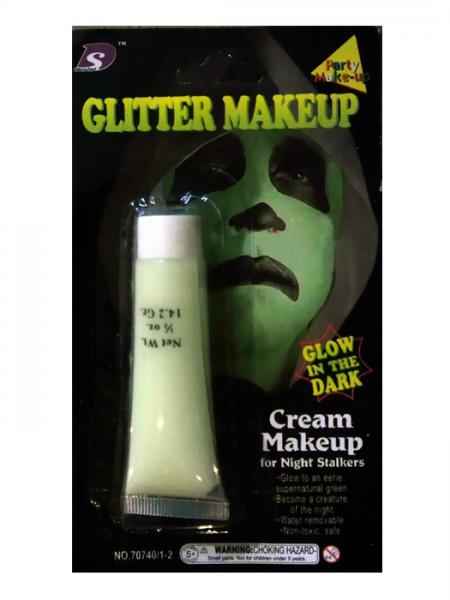 DS™
Party
Make-up
GLITTER MAKEUP
Net Wt.
½ oz.
14.2 Gr.
GLOW
IN THE
DARK
Cream
Makeup
for Night Stalkers
•Glow to an eerie
supernatural green
•Become a creature
of the night
•Water removable
•Non-toxic, safe
NO.70740/1-2
5+
WARNING:CHOKING HAZARD-
Small parts. Not for children under 5 years